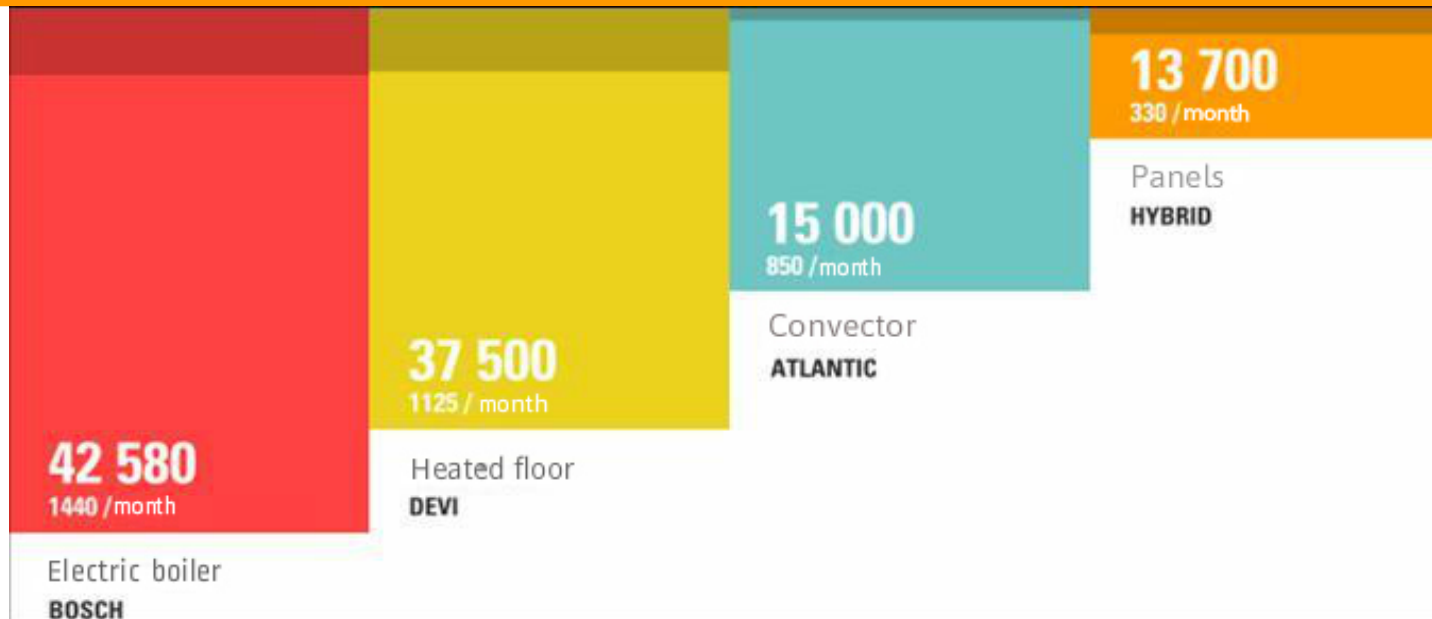 42 580
1440 /month
Electric boiler
BOSCH
37 500
1125 / month
Heated floor
DEVI
15 000
850 /month
Convector
ATLANTIC
13 700
330 /month
Panels
HYBRID